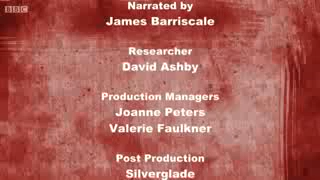 BBC
Narrated by
James Barriscale
Researcher
David Ashby
Production Managers
Joanne Peters
Valerie Faulkner
Post Production
Silverglade